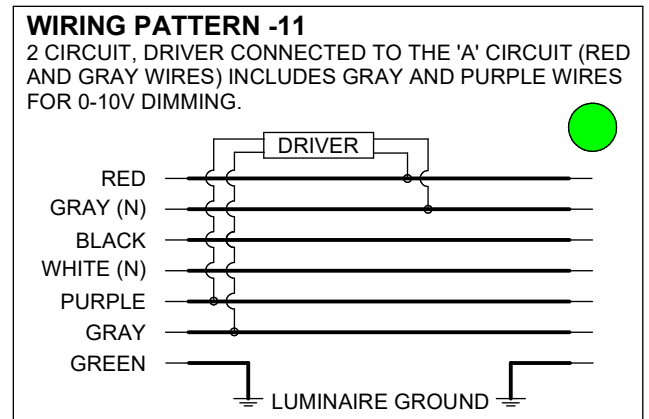 WIRING PATTERN -11
2 CIRCUIT, DRIVER CONNECTED TO THE 'A' CIRCUIT (RED
AND GRAY WIRES) INCLUDES GRAY AND PURPLE WIRES
FOR 0-10V DIMMING.
DRIVER
RED
GRAY (N)
BLACK
WHITE (N)
PURPLE
GRAY
GREEN
LUMINAIRE GROUND